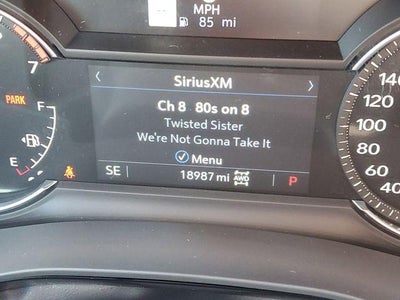 MPH
85 mi
7
140
SiriusXM
Ch 8 80s on 8
120
PARK
F
Twisted Sister
100
We're Not Gonna Take It
80
E
Menu
60
SE
18987 mi AWD
P
40